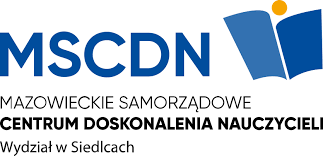 MSCDN
MAZOWIECKIE SAMORZĄDOWE
CENTRUM DOSKONALENIA NAUCZYCIELI
Wydział w Siedlcach